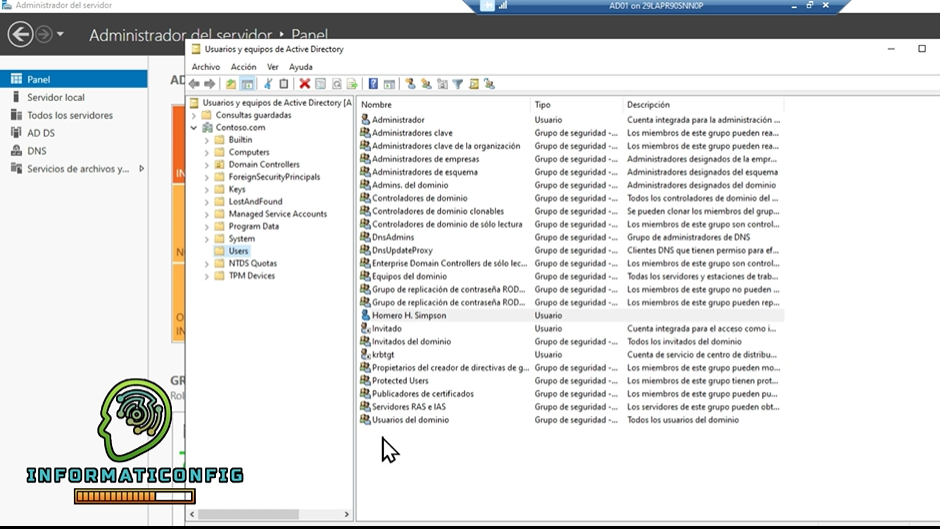 Administrador del servidor
AD01 on 29LAPR90SNN0P
Administrador del servidor
Panel
Usuarios y equipos de Active Directory
Archivo Acción Ver Ayuda
Panel
Servidor local
Todos los servidores
AD DS
DNS
Servicios de archivos y...
AD
IN
N
O
IN
GR
Rol
Usuarios y equipos de Active Directory [A
Consultas guardadas
Contoso.com
Builtin
Computers
Domain Controllers
ForeignSecurityPrincipals
Keys
LostAndFound
Managed Service Accounts
Program Data
System
Users
NTDS Quotas
TPM Devices
Nombre Tipo Descripción
Administrador Usuario Cuenta integrada para la administración ...
Administradores clave Grupo de seguridad -... Los miembros de este grupo pueden rea...
Administradores clave de la organización Grupo de seguridad -... Los miembros de este grupo pueden rea...
Administradores de empresas Grupo de seguridad -... Administradores designados de la empr...
Administradores de esquema Grupo de seguridad -... Administradores designados del esquema
Admins. del dominio Grupo de seguridad -... Administradores designados del dominio
Controladores de dominio Grupo de seguridad -... Todos los controladores de dominio del ...
Controladores de dominio clonables Grupo de seguridad -... Se pueden clonar los miembros del grup...
Controladores de dominio de sólo lectura Grupo de seguridad -... Los miembros de este grupo son control...
DnsAdmins Grupo de seguridad -... Grupo de administradores de DNS
DnsUpdateProxy Grupo de seguridad -... Clientes DNS que tienen permiso para ef...
Enterprise Domain Controllers de sólo lec... Grupo de seguridad -... Los miembros de este grupo son control...
Equipos del dominio Grupo de seguridad -... Todas las servidores y estaciones de trab...
Grupo de replicación de contraseña ROD... Grupo de seguridad -... Los miembros de este grupo no pueden ...
Grupo de replicación de contraseña ROD... Grupo de seguridad -... Los miembros de este grupo pueden rep...
Homero H. Simpson Usuario
Invitado Usuario Cuenta integrada para el acceso como i...
Invitados del dominio Grupo de seguridad -... Todos los invitados del dominio
krbtgt Usuario Cuenta de servicio de centro de distribu...
Propietarios del creador de directivas de g... Grupo de seguridad -... Los miembros de este grupo pueden mo...
Protected Users Grupo de seguridad -... Los miembros de este grupo tienen prot...
Publicadores de certificados Grupo de seguridad -... Los miembros de este grupo pueden pu...
Servidores RAS e IAS Grupo de seguridad -... Los servidores de este grupo pueden obt...
Usuarios del dominio Grupo de seguridad -... Todos los usuarios del dominio
INFORMATICONFIG